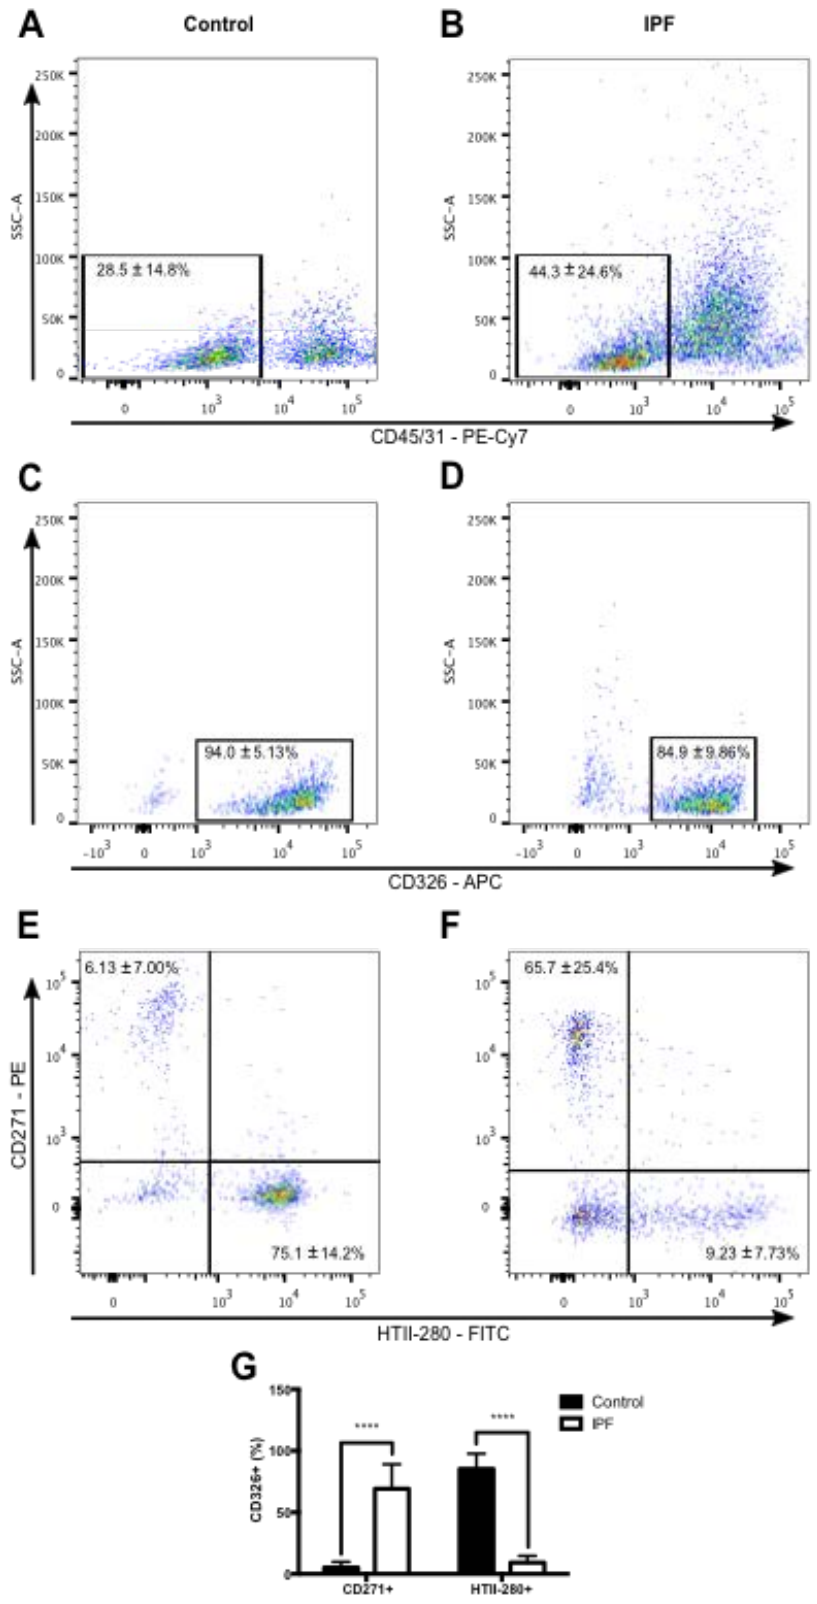 A Control B IPF
250K 250K
200K 200K
150K 150K
100K 100K
28.5 ± 14.8% 44.3 ± 24.6%
50K 50K
0 0
SSC-A SSC-A
0 10³ 10⁴ 10⁵ 0 10³ 10⁴ 10⁵
CD45/31 - PE-Cy7
C D
250K 250K
200K 200K
150K 150K
100K 100K
94.0 ± 5.13% 84.9 ± 9.86%
50K 50K
0 0
SSC-A SSC-A
-10³ 0 10³ 10⁴ 10⁵ -10³ 0 10³ 10⁴ 10⁵
CD326 - APC
E F
6.13 ± 7.00% 65.7 ± 25.4%
10⁵ 10⁵
10⁴ 10⁴
10³ 10³
0 0
CD271 - PE
75.1 ± 14.2% 9.23 ± 7.73%
0 10³ 10⁴ 10⁵ 0 10³ 10⁴ 10⁵
HTII-280 - FITC
G
150
100
50
0
CD326+ (%)
**** ****
Control
IPF
CD271+ HTII-280+